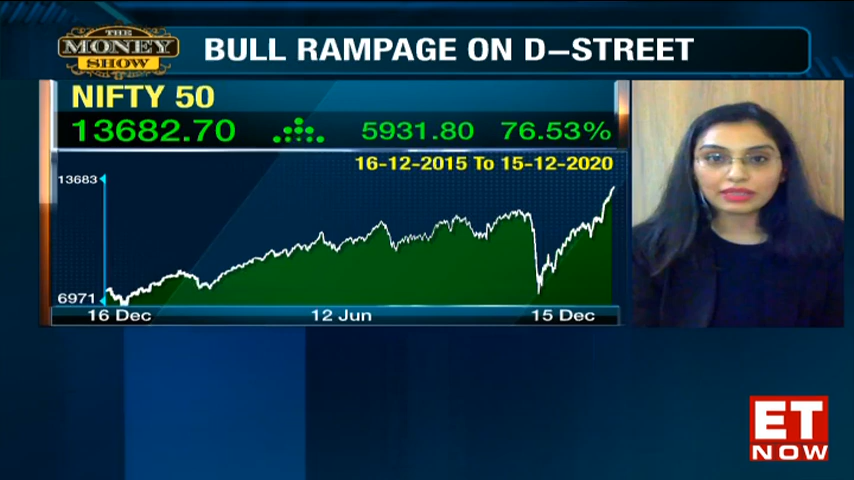 THE
MONEY
SHOW
BULL RAMPAGE ON D-STREET
NIFTY 50
13682.70 5931.80 76.53%
16-12-2015 To 15-12-2020
13683
6971
16 Dec 12 Jun 15 Dec
ET
NOW